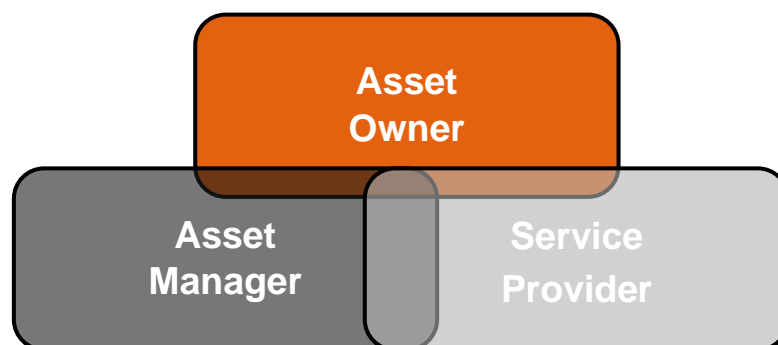 Asset
Owner
Asset
Manager
Service
Provider